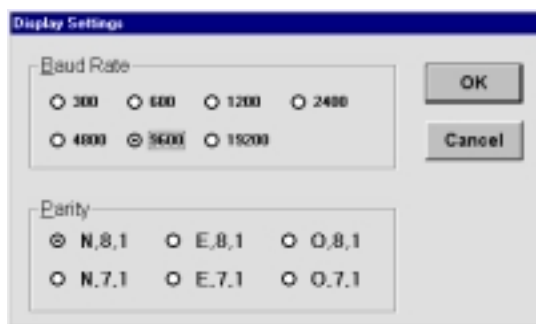 Display Settings
Baud Rate
300 600 1200 2400
4800 9600 19200
OK
Cancel
Parity
N,8,1 E,8,1 O,8,1
N.7.1 E.7.1 O.7.1